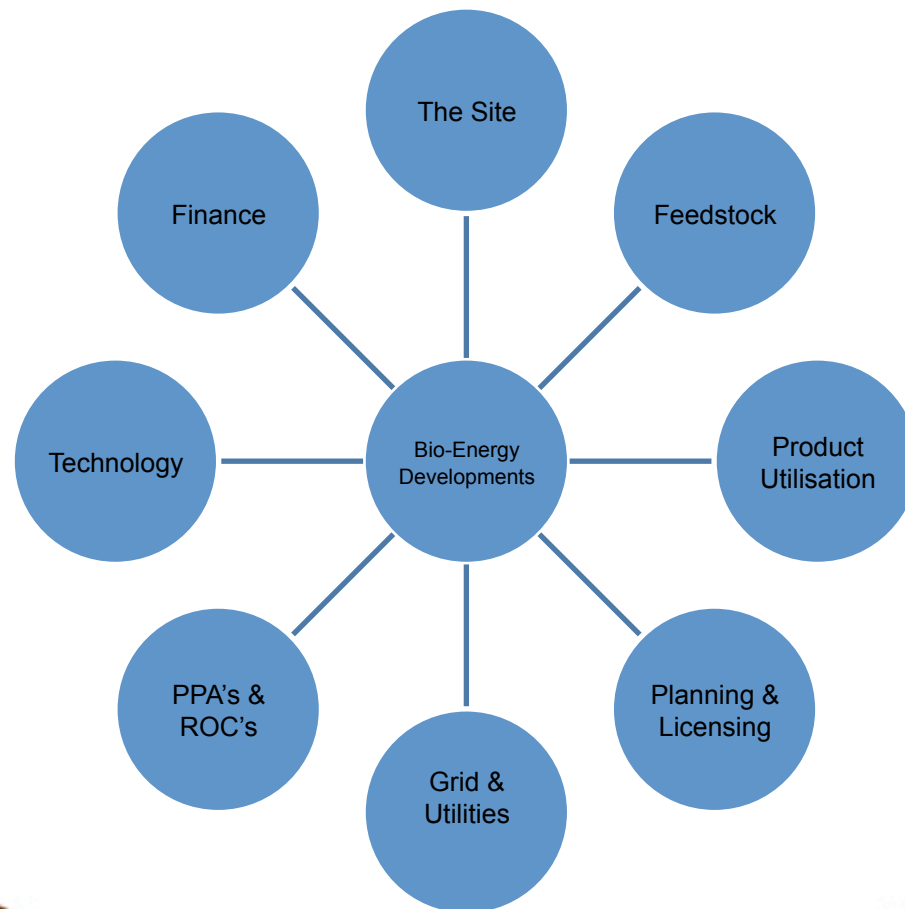 The Site
Finance
Feedstock
Technology
Bio-Energy
Developments
Product
Utilisation
PPA’s &
ROC’s
Planning &
Licensing
Grid &
Utilities